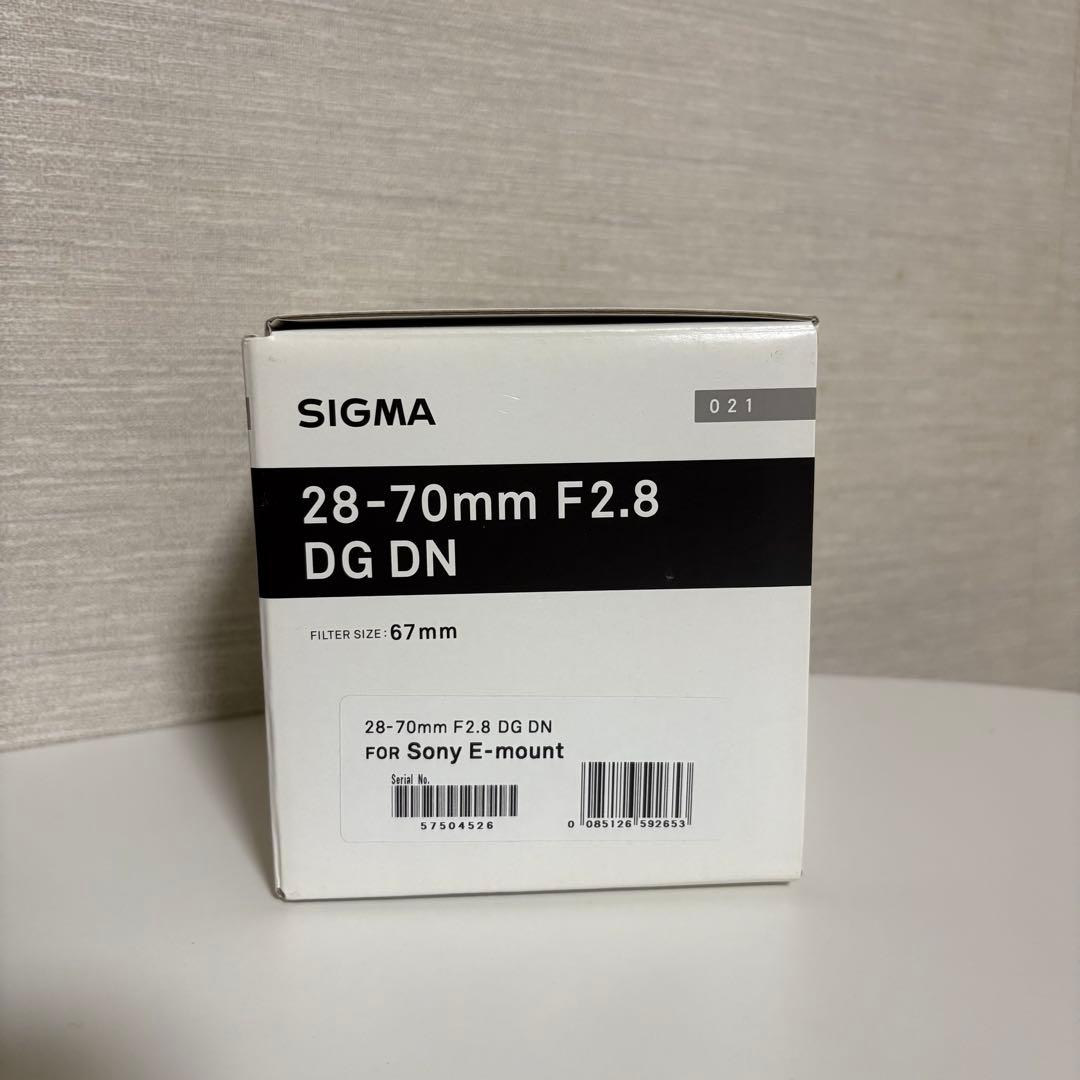 SIGMA
021
28-70mm F2.8
DG DN
FILTER SIZE: 67mm
28-70mm F2.8 DG DN
FOR Sony E-mount
Serial No.
57504526
0 085126 592653